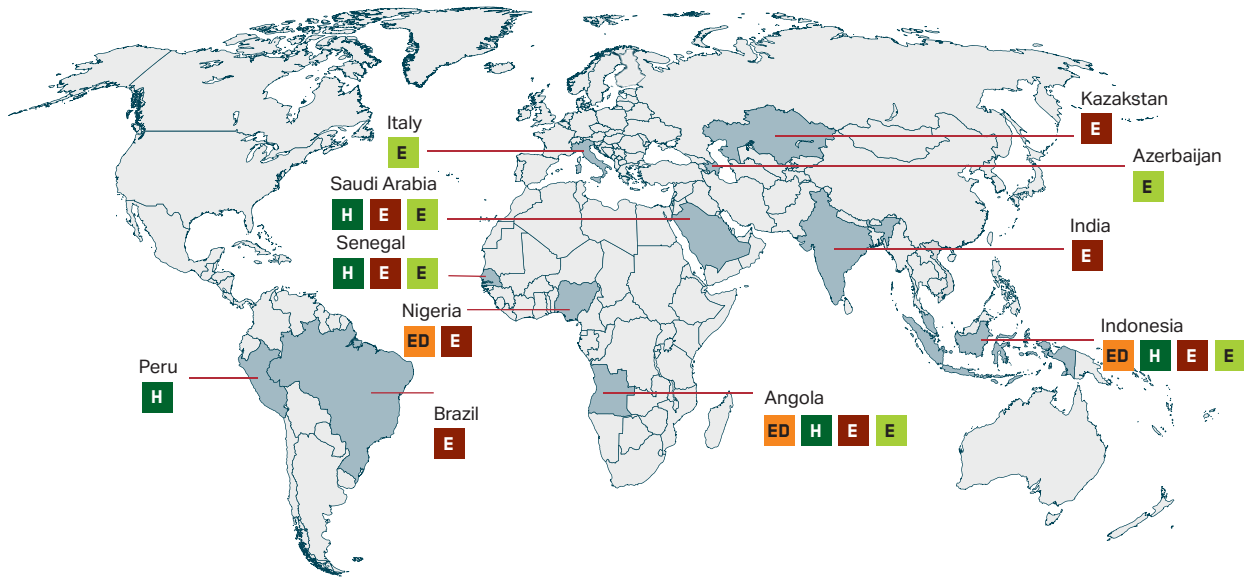 Kazakstan
E
Italy
E
Azerbaijan
E
Saudi Arabia
H E E
Senegal
H E E
India
E
Nigeria
ED E
Indonesia
ED H E E
Peru
H
Angola
ED H E E
Brazil
E